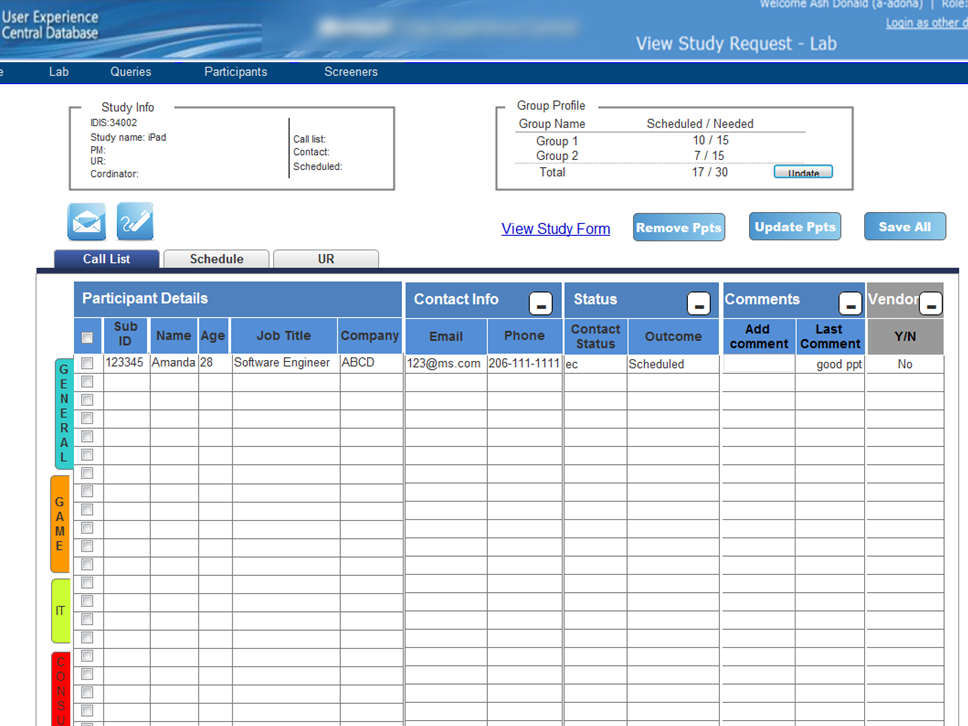 Welcome Ash Donald (a-adona) | Role:
User Experience
Central Database
Login as other
View Study Request - Lab
Lab Queries Participants Screeners
Study Info
IDIS:34002
Study name: iPad
PM:
UR:
Cordinator:
Call list:
Contact:
Scheduled:
Group Profile
Group Name Scheduled / Needed
Group 1 10 / 15
Group 2 7 / 15
Total 17 / 30
Update
View Study Form Remove Ppts Update Ppts Save All
Call List Schedule UR
Participant Details Contact Info Status Comments Vendor
Sub ID Name Age Job Title Company Email Phone Contact Status Outcome Add comment Last Comment Y/N
123345 Amanda 28 Software Engineer ABCD 123@ms.com 206-111-1111 ec Scheduled good ppt No
GENERAL
GAME
IT
CONSU